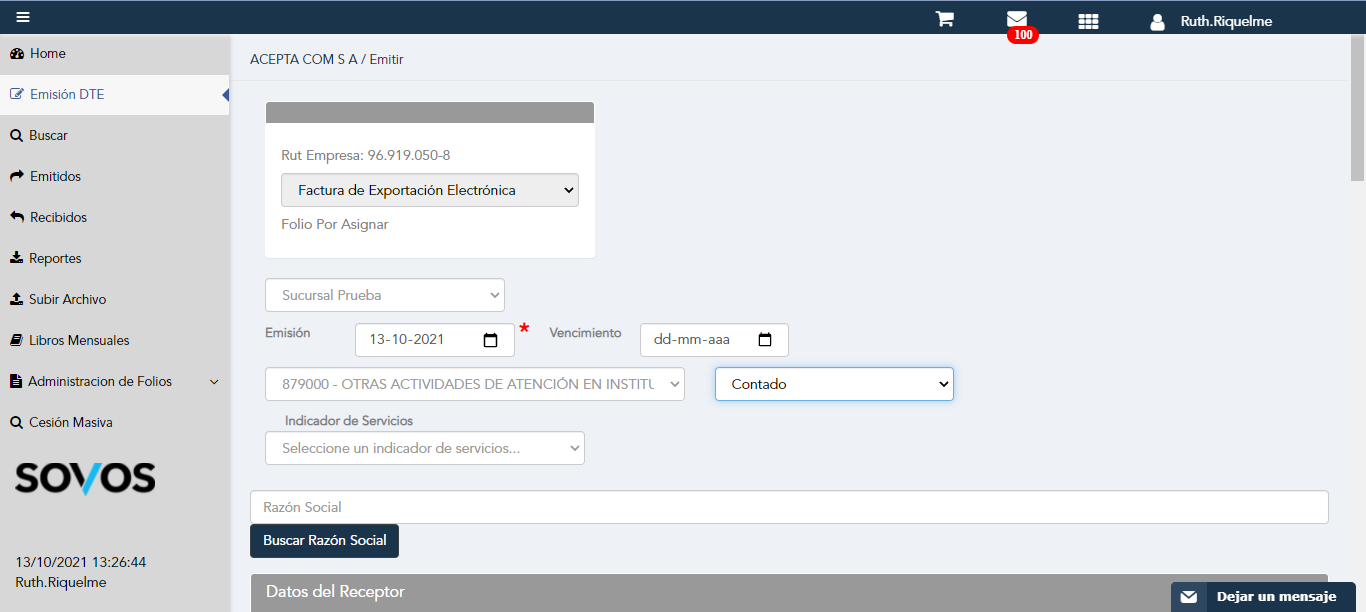 Ruth.Riquelme
100
Home
Emisión DTE
Buscar
Emitidos
Recibidos
Reportes
Subir Archivo
Libros Mensuales
Administracion de Folios
Cesión Masiva
SOVOS
13/10/2021 13:26:44
Ruth.Riquelme
ACEPTA COM S A / Emitir
Rut Empresa: 96.919.050-8
Factura de Exportación Electrónica
Folio Por Asignar
Sucursal Prueba
Emisión 13-10-2021 * Vencimiento dd-mm-aaa
879000 - OTRAS ACTIVIDADES DE ATENCIÓN EN INSTITU Contado
Indicador de Servicios
Seleccione un indicador de servicios...
Razón Social
Buscar Razón Social
Datos del Receptor
Dejar un mensaje